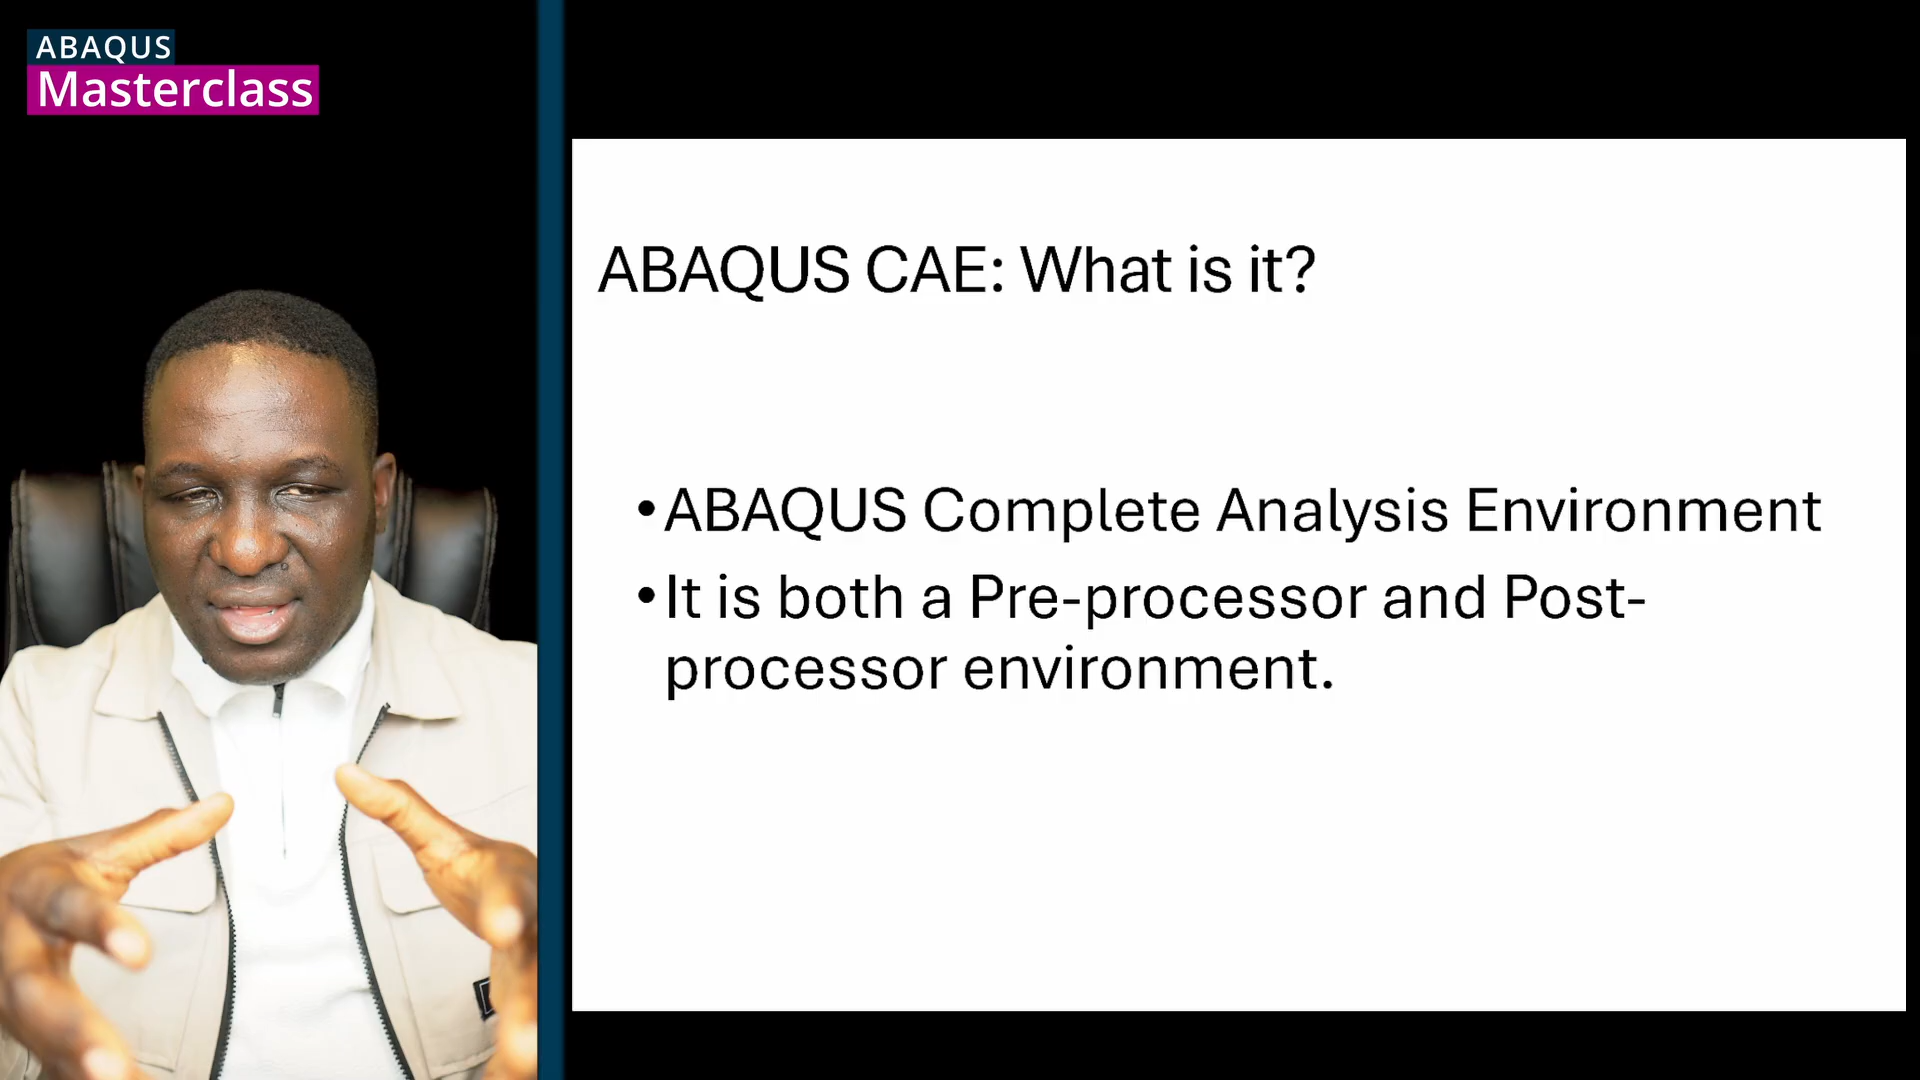 ABAQUS
Masterclass
ABAQUS CAE: What is it?
•ABAQUS Complete Analysis Environment
•It is both a Pre-processor and Post-
processor environment.